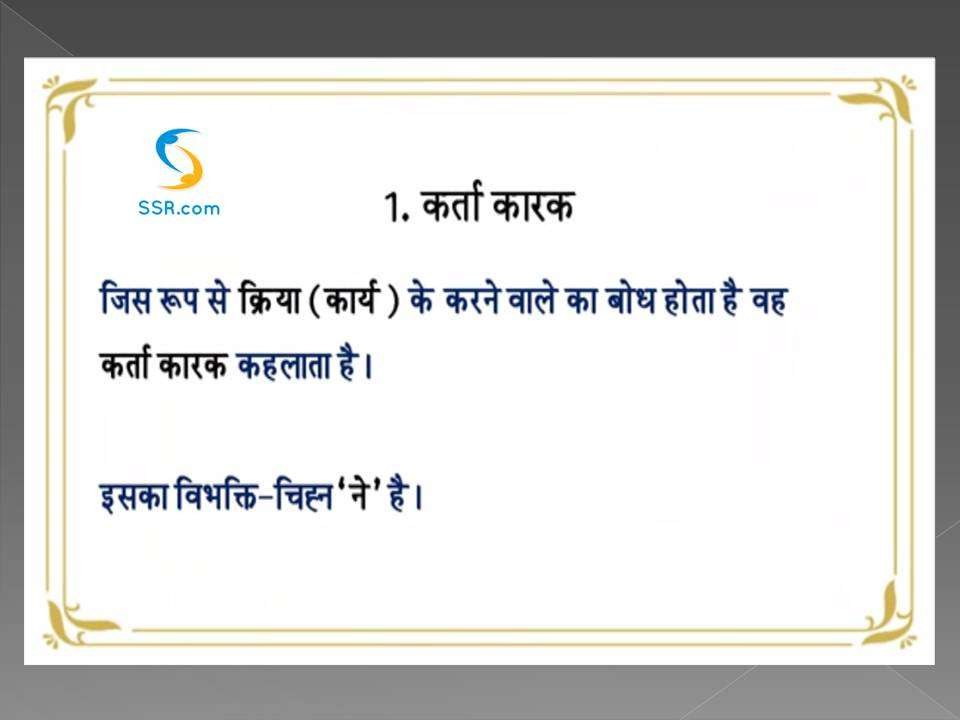 SSR.com
1. कर्ता कारक
जिस रूप से क्रिया (कार्य ) के करने वाले का बोध होता है वह
कर्ता कारक कहलाता है।
इसका विभक्ति-चिह्न ‘ने’ है।